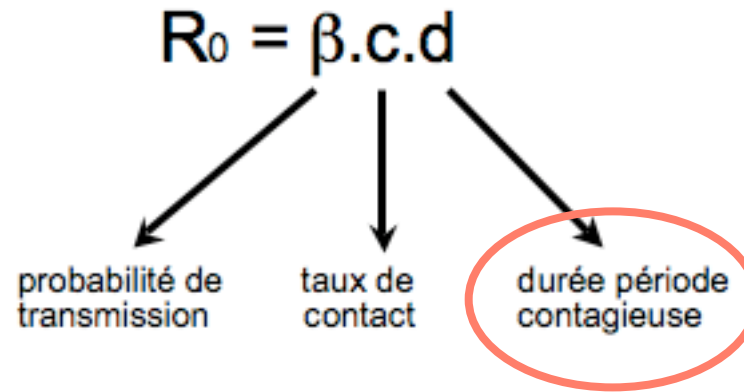 R₀ = β.c.d
probabilité de taux de durée période
transmission contact contagieuse